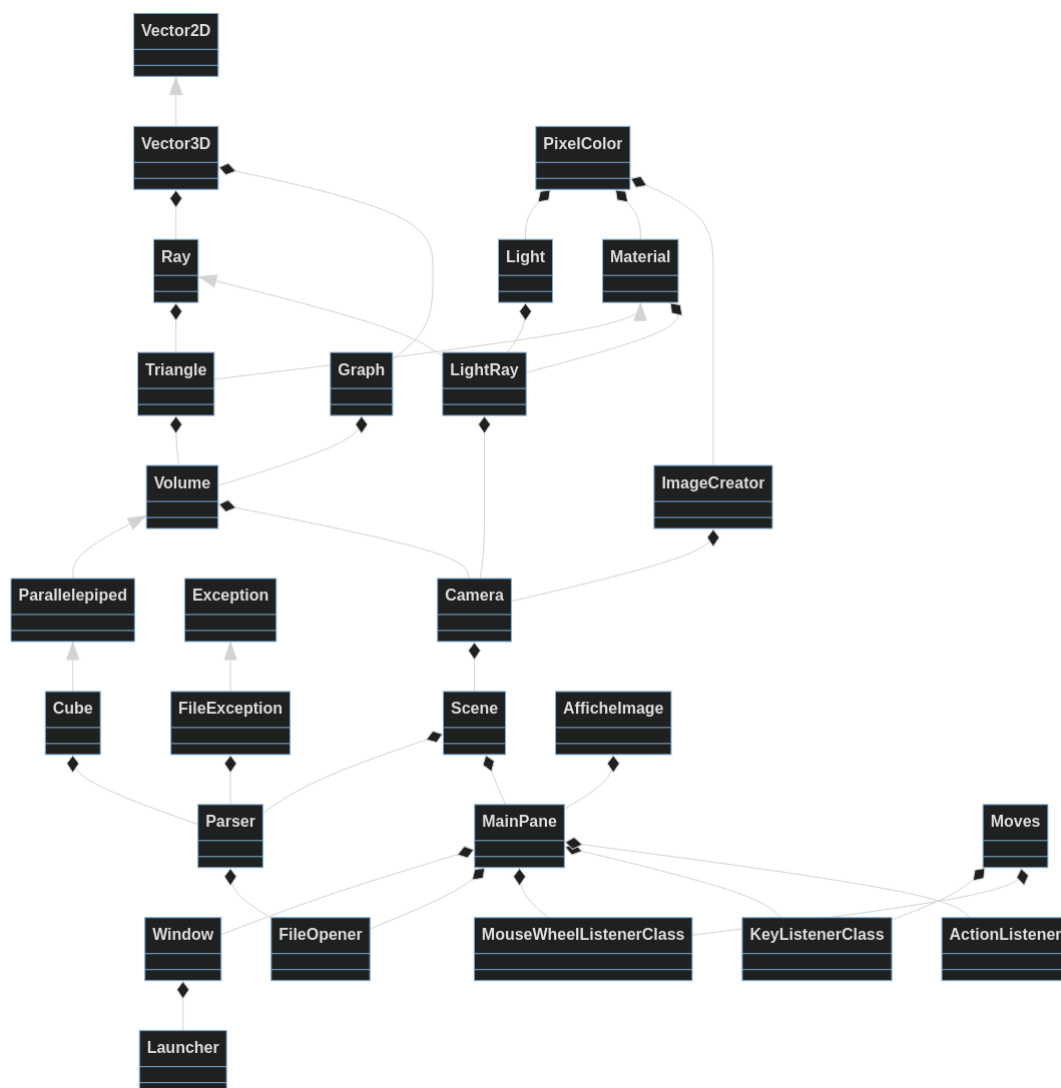 Vector2D
Vector3D
PixelColor
Ray
Light
Material
Triangle
Graph
LightRay
Volume
ImageCreator
Parallelepiped
Exception
Camera
Cube
FileException
Scene
AfficheImage
Parser
MainPane
Moves
Window
FileOpener
MouseWheelListenerClass
KeyListenerClass
ActionListener
Launcher